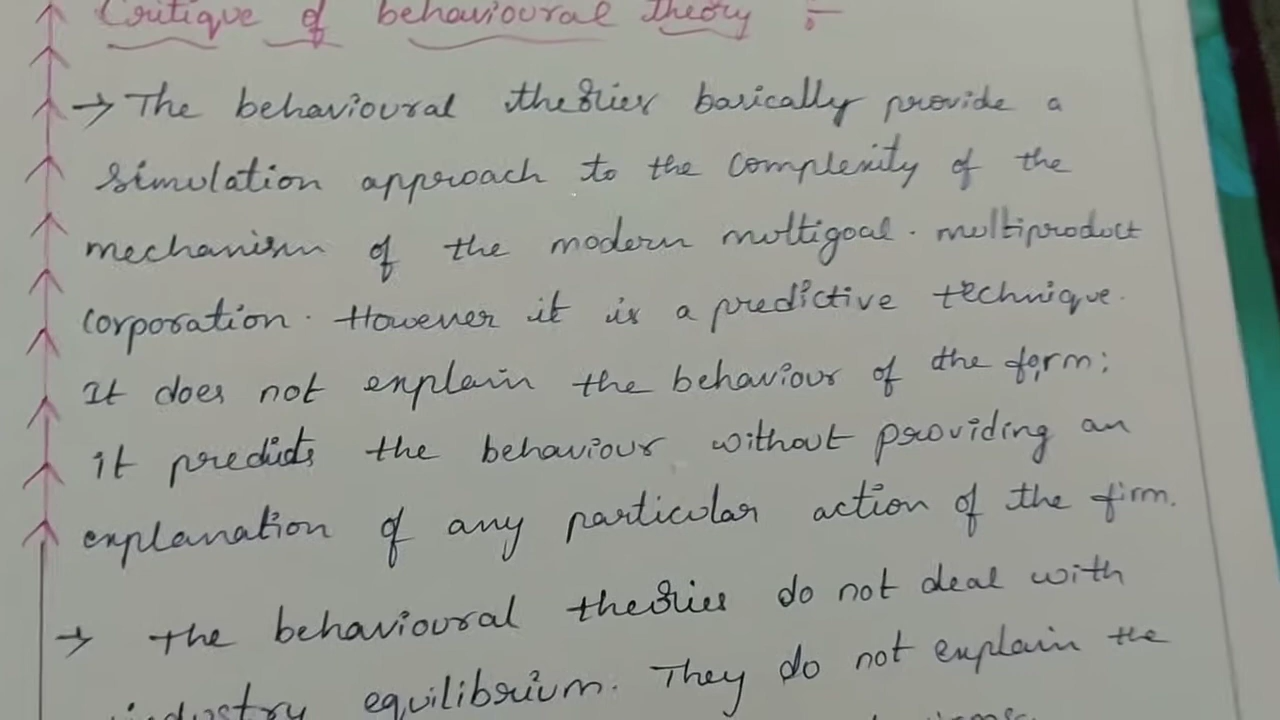 Critique of behavioural theory :-
→ The behavioural theories basically provide a
simulation approach to the complexity of the
mechanism of the modern multigoal. multiproduct
corporation. However it is a predictive technique.
It does not explain the behaviour of the form;
it predicts the behaviour without providing an
explanation of any particular action of the firm.
→ The behavioural theories do not deal with
industry equilibrium. They do not explain the